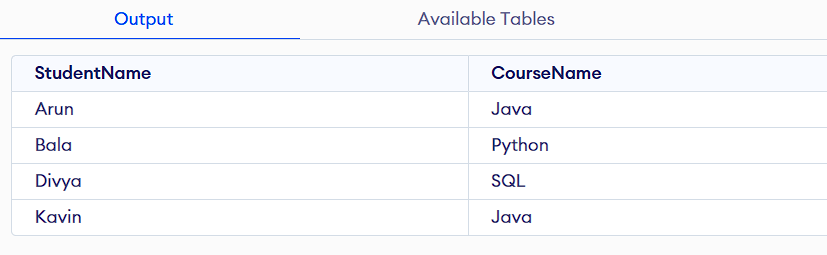 Output Available Tables
StudentName CourseName
Arun Java
Bala Python
Divya SQL
Kavin Java